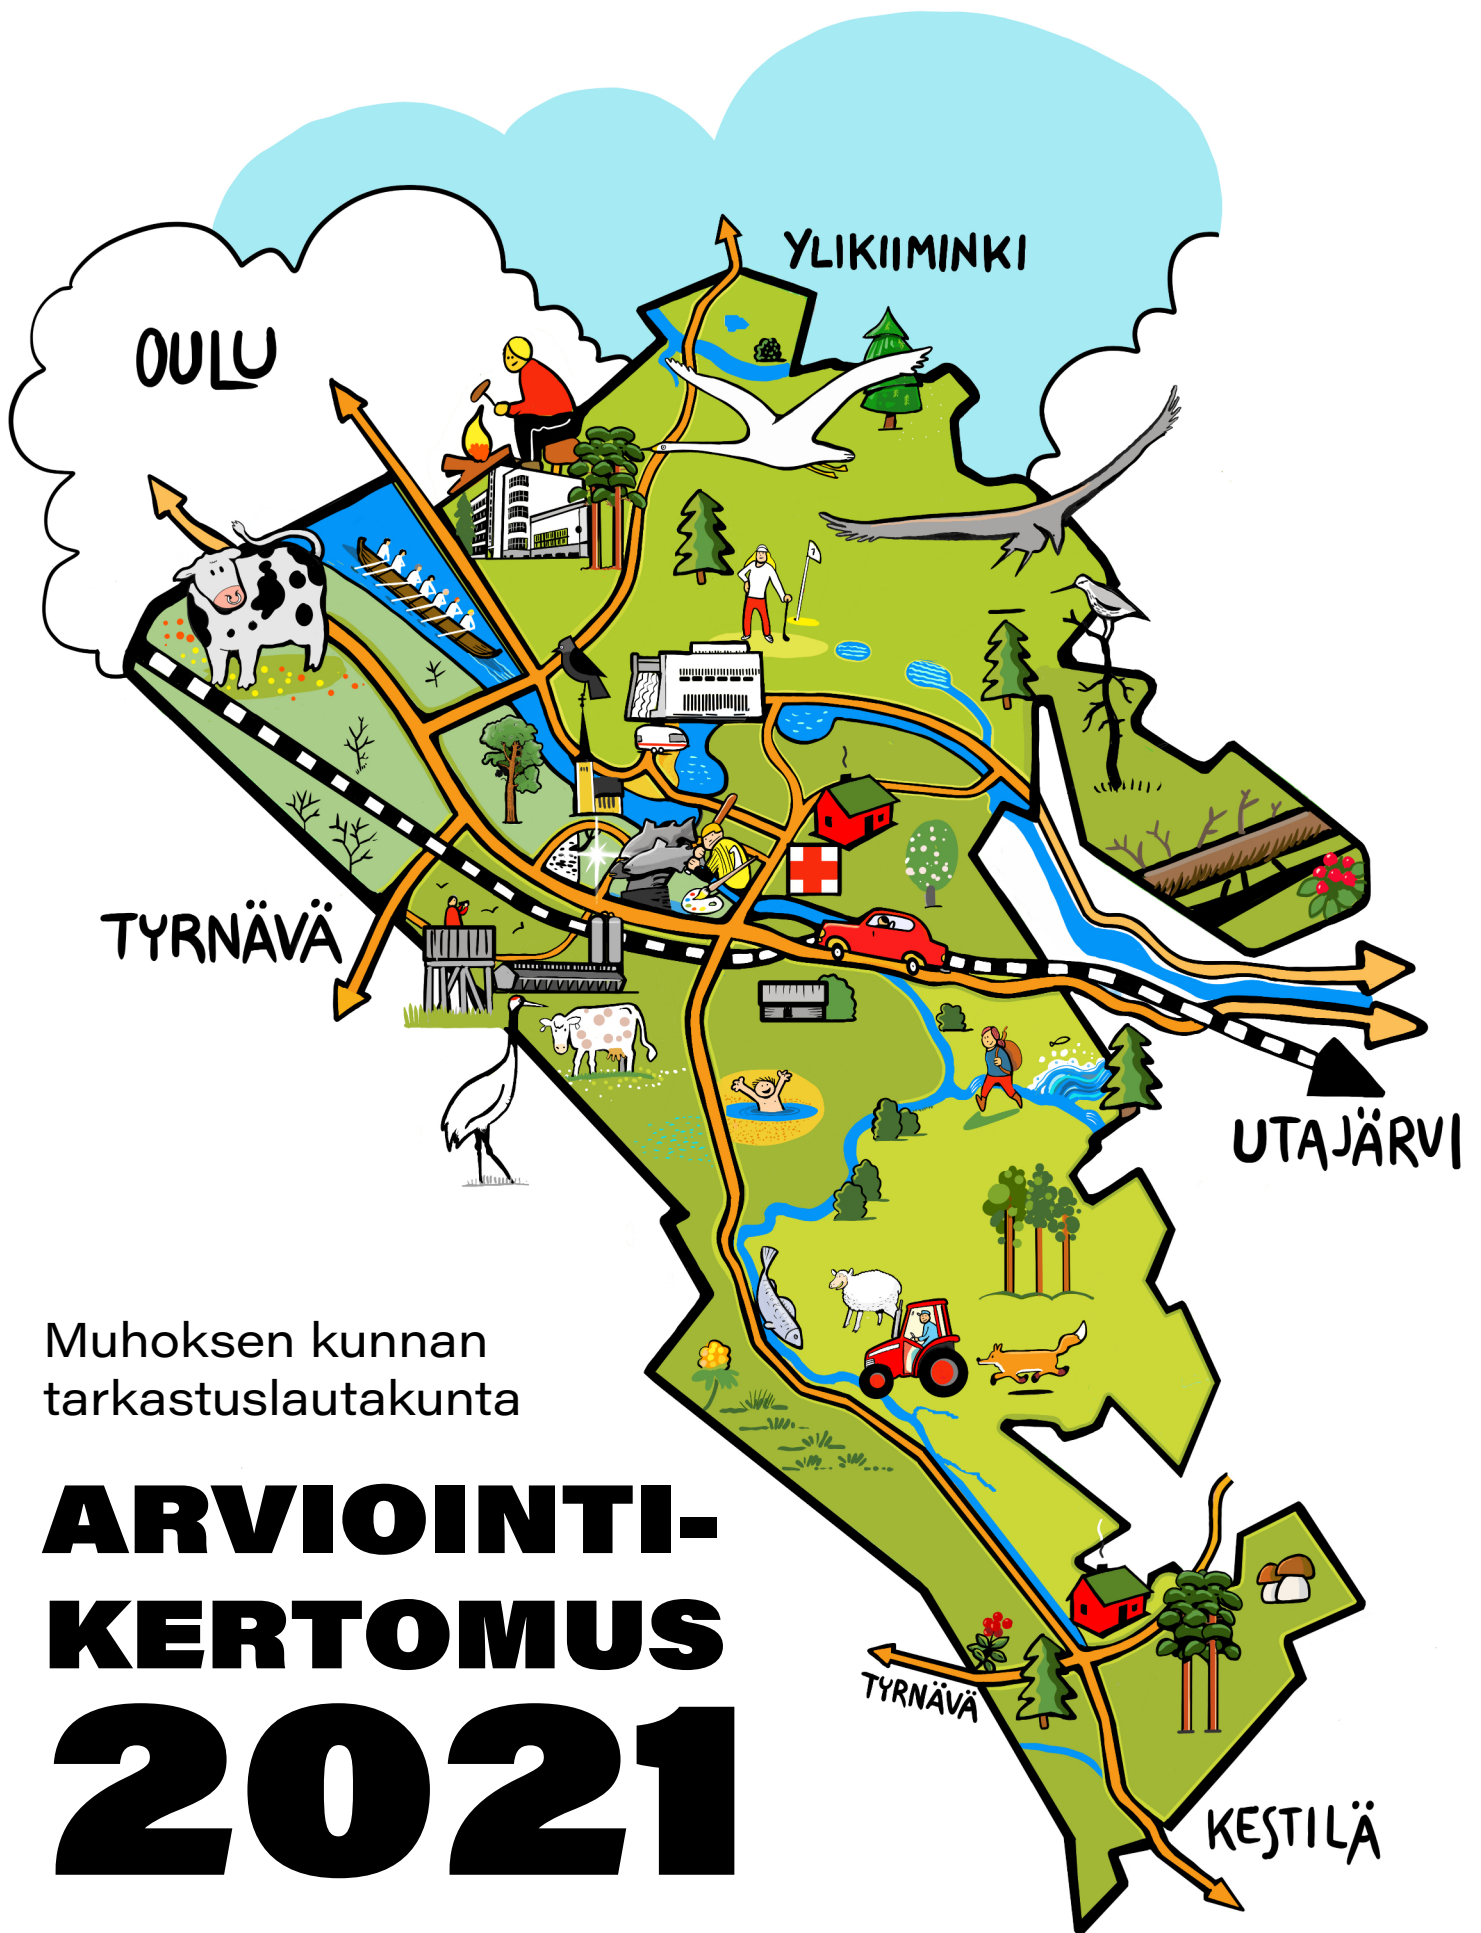 YLIKIIMINKI
OULU
TYRNÄVÄ
UTAJÄRVI
Muhoksen kunnan
tarkastuslautakunta
ARVIOINTI-
KERTOMUS
2021
TYRNÄVÄ
KESTILÄ